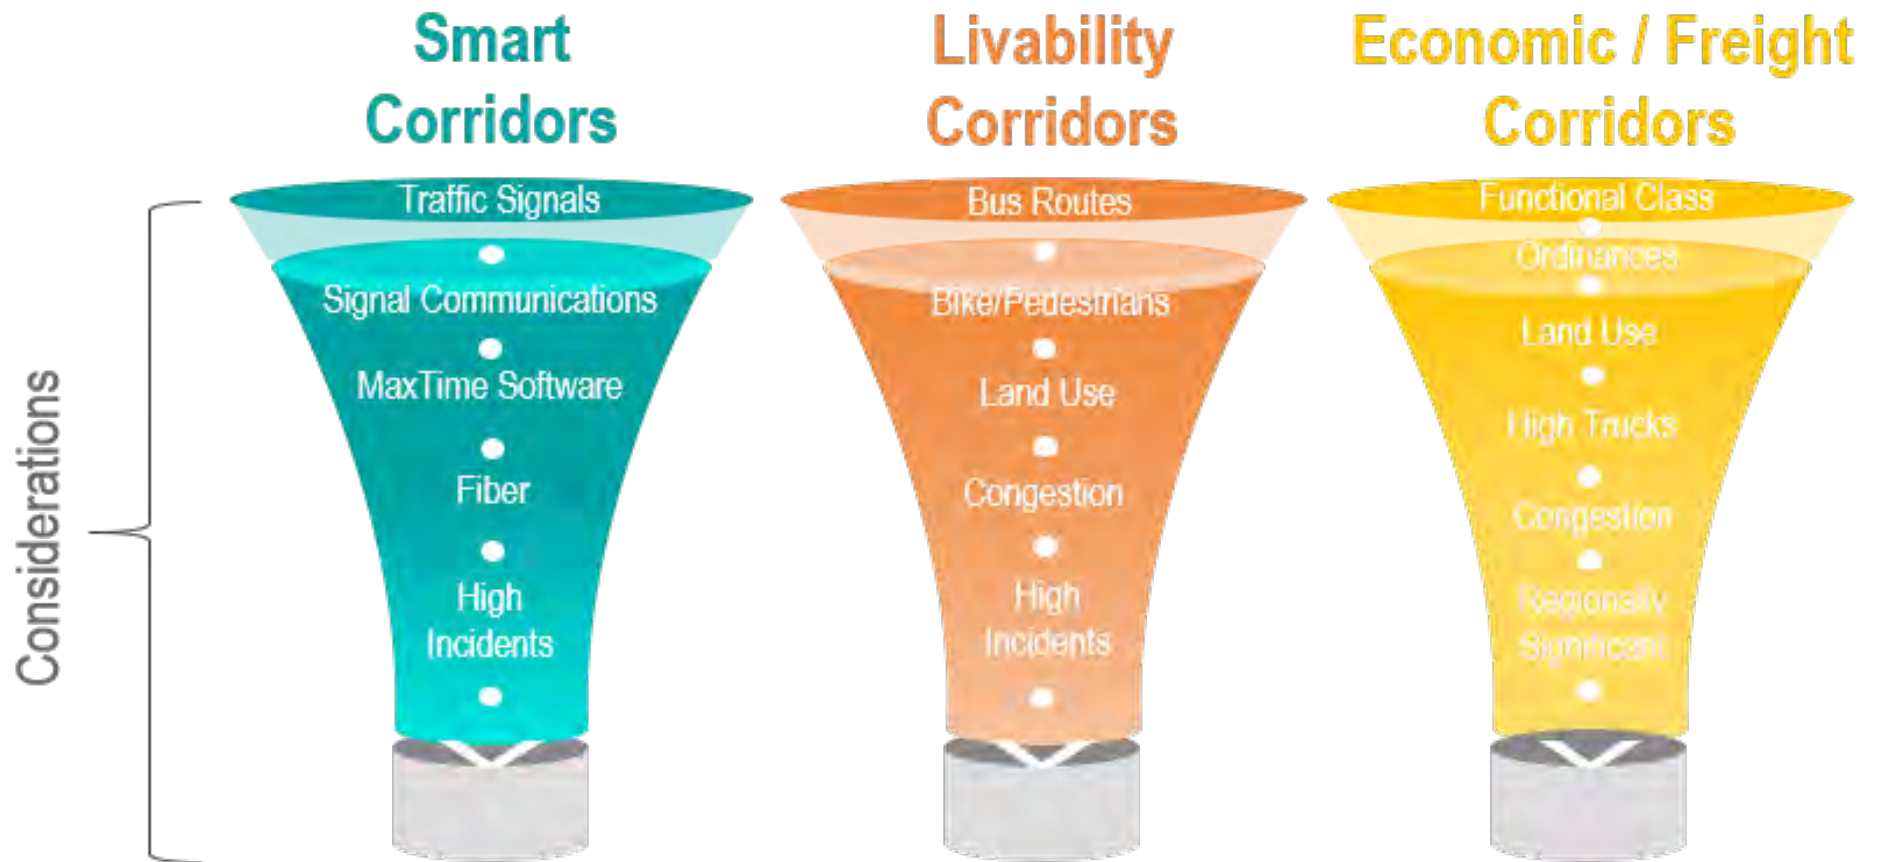 Smart
Corridors
Livability
Corridors
Economic / Freight
Corridors
Considerations
Traffic Signals
Signal Communications
MaxTime Software
Fiber
High
Incidents
Bus Routes
Bike/Pedestrians
Land Use
Congestion
High
Incidents
Functional Class
Ordinances
Land Use
High Trucks
Congestion
Regionally
Significant